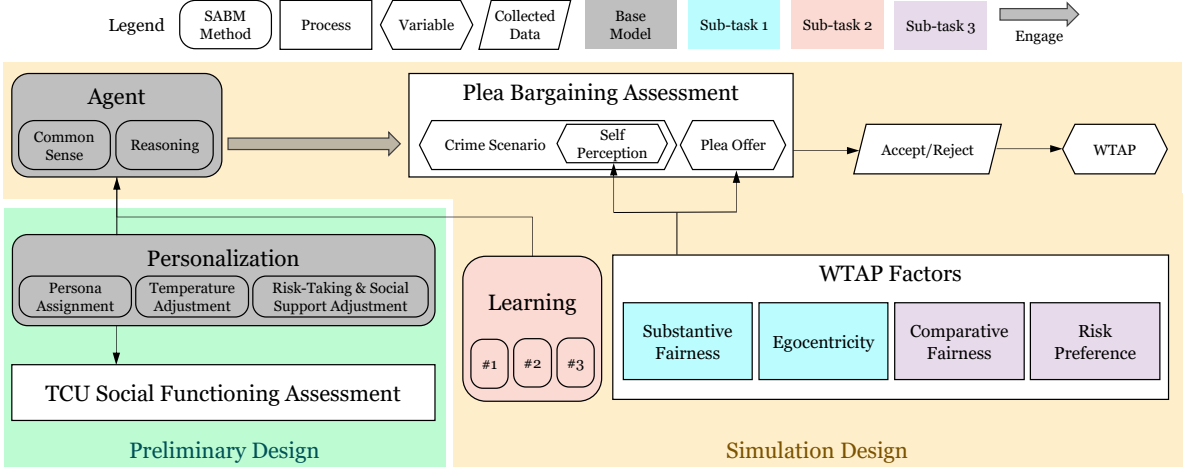 Legend
SABM
Method
Process
Variable
Collected
Data
Base
Model
Sub-task 1
Sub-task 2
Sub-task 3
Engage
Agent
Common
Sense
Reasoning
Plea Bargaining Assessment
Crime Scenario
Self
Perception
Plea Offer
Accept/Reject
WTAP
Personalization
Persona
Assignment
Temperature
Adjustment
Risk-Taking & Social
Support Adjustment
TCU Social Functioning Assessment
Preliminary Design
Learning
#1
#2
#3
WTAP Factors
Substantive
Fairness
Egocentricity
Comparative
Fairness
Risk
Preference
Simulation Design